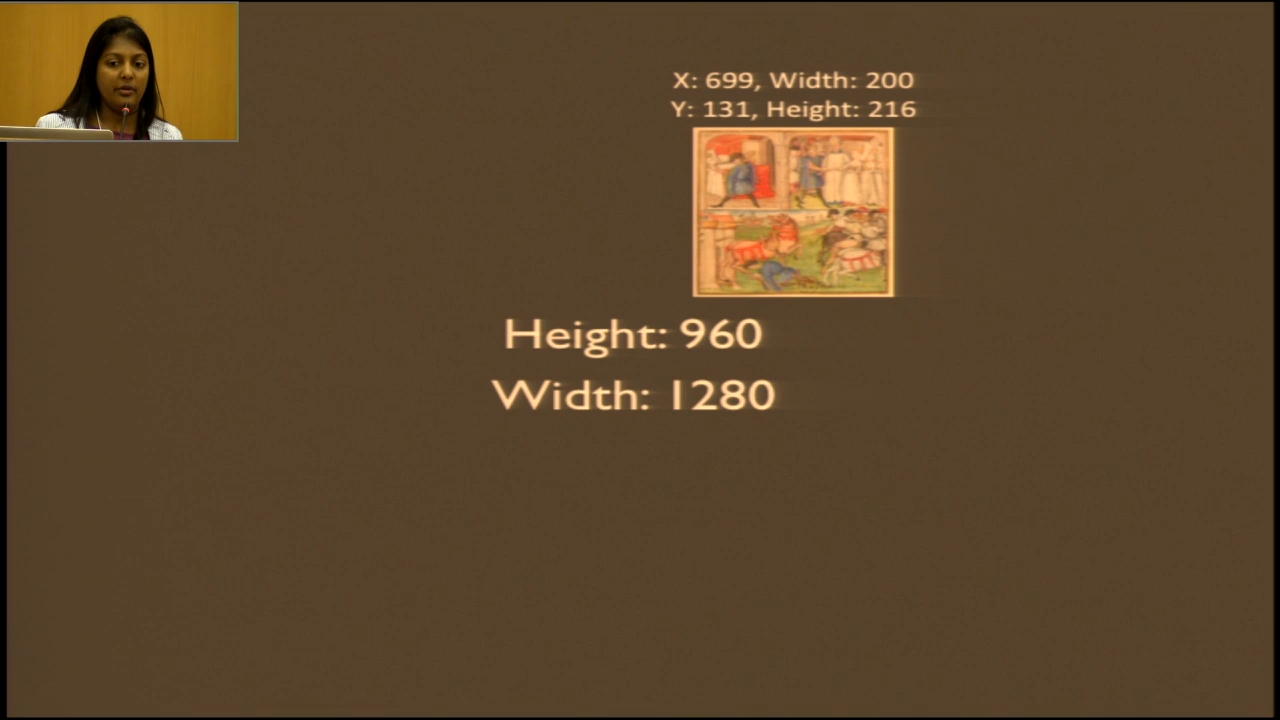 X: 699, Width: 200
Y: 131, Height: 216
Height: 960
Width: 1280